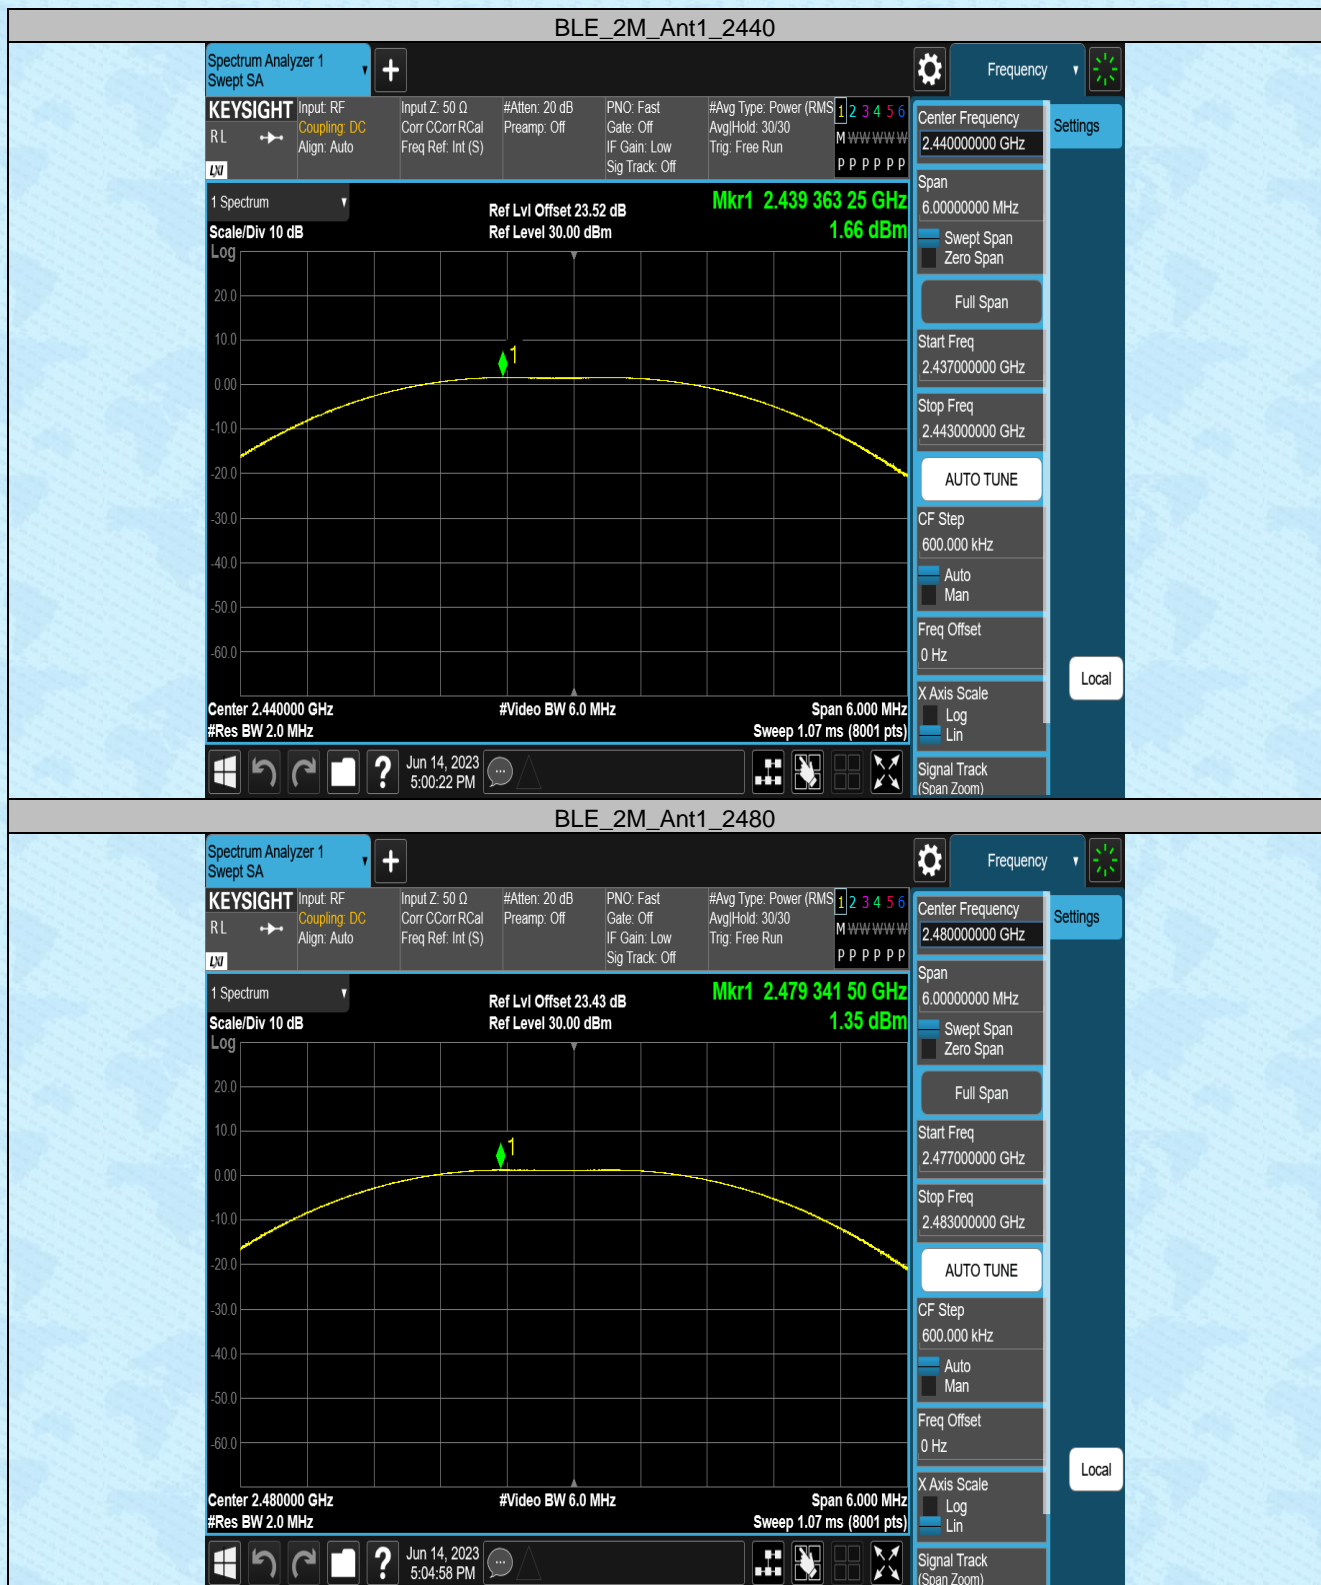 BLE_2M_Ant1_2440
Spectrum Analyzer 1
Swept SA
Frequency
KEYSIGHT
RL
LXI
Input: RF
Coupling: DC
Align: Auto
Input Z: 50 Ω
Corr CCorr RCal
Freq Ref: Int (S)
#Atten: 20 dB
Preamp: Off
PNO: Fast
Gate: Off
IF Gain: Low
Sig Track: Off
#Avg Type: Power (RMS
Avg|Hold: 30/30
Trig: Free Run
1 2 3 4 5 6
M W W W W W
P P P P P P
Center Frequency
2.440000000 GHz
Settings
Span
6.00000000 MHz
Swept Span
Zero Span
Full Span
Start Freq
2.437000000 GHz
Stop Freq
2.443000000 GHz
AUTO TUNE
CF Step
600.000 kHz
Auto
Man
Freq Offset
0 Hz
X Axis Scale
Log
Lin
Signal Track
(Span Zoom)
Local
1 Spectrum
Scale/Div 10 dB
Ref Lvl Offset 23.52 dB
Ref Level 30.00 dBm
Mkr1 2.439 363 25 GHz
1.66 dBm
Log
20.0
10.0
0.00
-10.0
-20.0
-30.0
-40.0
-50.0
-60.0
1
Center 2.440000 GHz
#Video BW 6.0 MHz
Span 6.000 MHz
#Res BW 2.0 MHz
Sweep 1.07 ms (8001 pts)
?
Jun 14, 2023
5:00:22 PM
BLE_2M_Ant1_2480
Spectrum Analyzer 1
Swept SA
Frequency
KEYSIGHT
RL
LXI
Input: RF
Coupling: DC
Align: Auto
Input Z: 50 Ω
Corr CCorr RCal
Freq Ref: Int (S)
#Atten: 20 dB
Preamp: Off
PNO: Fast
Gate: Off
IF Gain: Low
Sig Track: Off
#Avg Type: Power (RMS
Avg|Hold: 30/30
Trig: Free Run
1 2 3 4 5 6
M W W W W W
P P P P P P
Center Frequency
2.480000000 GHz
Settings
Span
6.00000000 MHz
Swept Span
Zero Span
Full Span
Start Freq
2.477000000 GHz
Stop Freq
2.483000000 GHz
AUTO TUNE
CF Step
600.000 kHz
Auto
Man
Freq Offset
0 Hz
X Axis Scale
Log
Lin
Signal Track
(Span Zoom)
Local
1 Spectrum
Scale/Div 10 dB
Ref Lvl Offset 23.43 dB
Ref Level 30.00 dBm
Mkr1 2.479 341 50 GHz
1.35 dBm
Log
20.0
10.0
0.00
-10.0
-20.0
-30.0
-40.0
-50.0
-60.0
1
Center 2.480000 GHz
#Video BW 6.0 MHz
Span 6.000 MHz
#Res BW 2.0 MHz
Sweep 1.07 ms (8001 pts)
?
Jun 14, 2023
5:04:58 PM